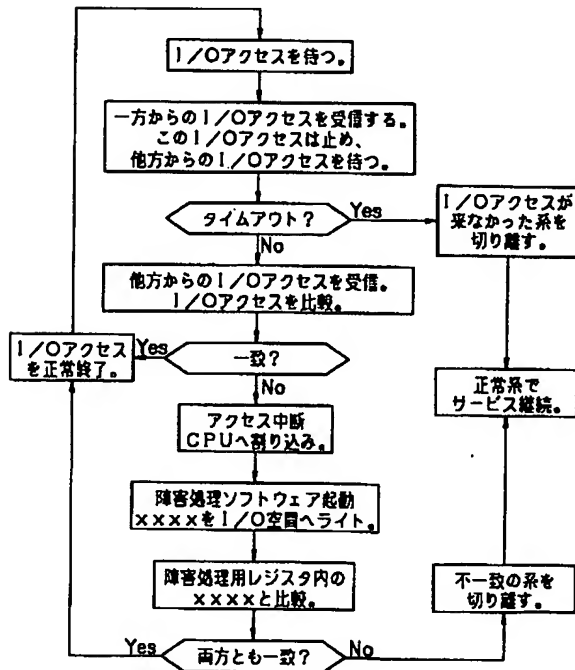 I/Oアクセスを待つ。
一方からのI/Oアクセスを受信する。
このI/Oアクセスは止め、
他方からのI/Oアクセスを待つ。
タイムアウト?
Yes
No
I/Oアクセスが
来なかった系を
切り離す。
他方からのI/Oアクセスを受信。
I/Oアクセスを比較。
一致?
Yes
No
I/Oアクセス
を正常終了。
正常系で
サービス継続。
アクセス中断
CPUへ割り込み。
障害処理ソフトウェア起動
××××をI/O空間へライト。
障害処理用レジスタ内の
××××と比較。
不一致の系を
切り離す。
両方とも一致?
Yes
No